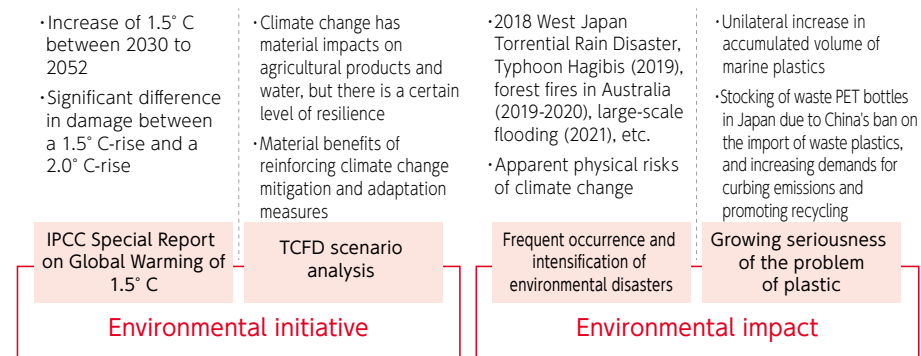 ・Increase of 1.5° C
between 2030 to
2052
・Significant difference
in damage between
a 1.5° C-rise and a
2.0° C-rise
IPCC Special Report
on Global Warming of
1.5° C
・Climate change has
material impacts on
agricultural products and
water, but there is a certain
level of resilience
・Material benefits of
reinforcing climate change
mitigation and adaptation
measures
TCFD scenario
analysis
Environmental initiative
・2018 West Japan
Torrential Rain Disaster,
Typhoon Hagibis (2019),
forest fires in Australia
(2019-2020), large-scale
flooding (2021), etc.
・Apparent physical risks
of climate change
Frequent occurrence and
intensification of
environmental disasters
・Unilateral increase in
accumulated volume of
marine plastics
・Stocking of waste PET bottles
in Japan due to China's ban on
the import of waste plastics,
and increasing demands for
curbing emissions and
promoting recycling
Growing seriousness
of the problem
of plastic
Environmental impact